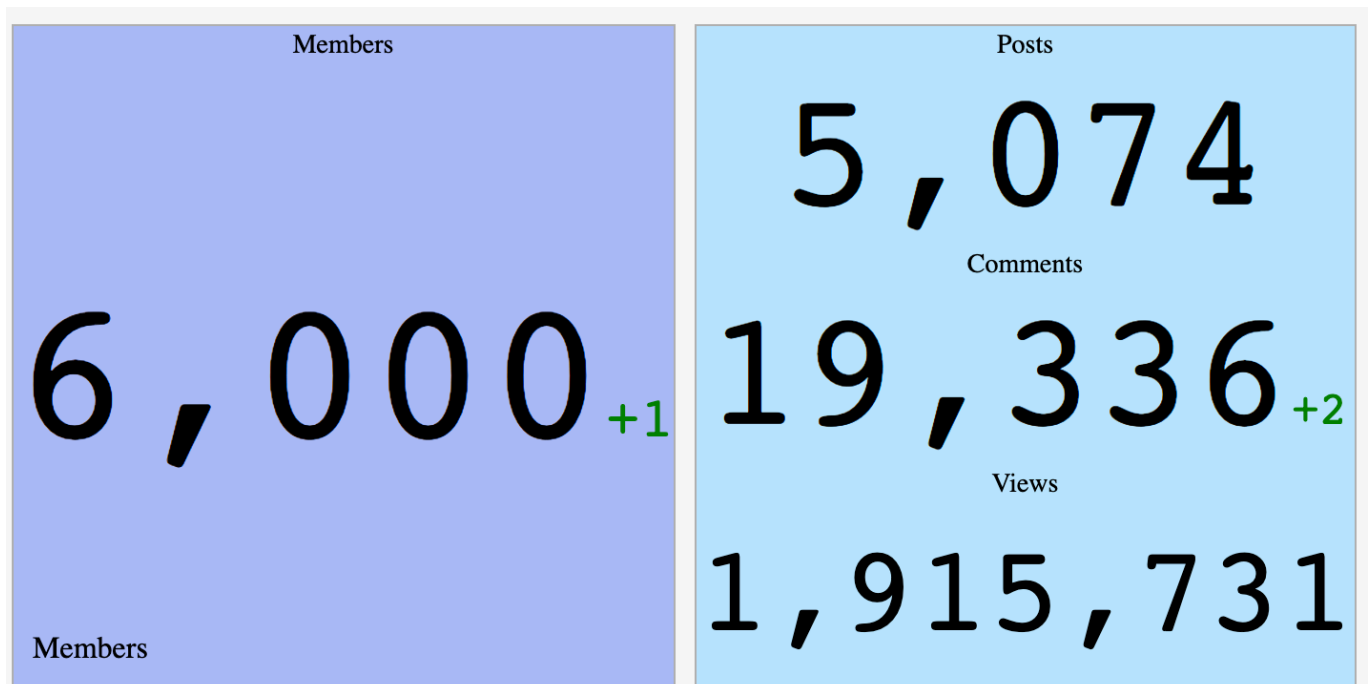 Members
6,000 +1
Members
Posts
5,074
Comments
19,336 +2
Views
1,915,731